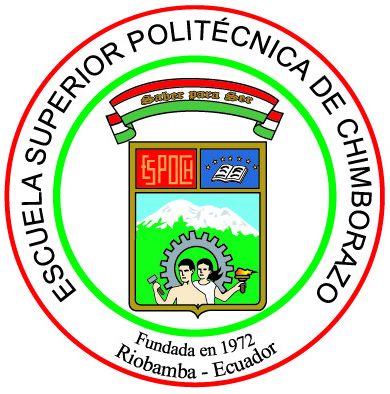 ESCUELA SUPERIOR POLITÉCNICA DE CHIMBORAZO
Saber para Ser
ESPOCH
Fundada en 1972
Riobamba - Ecuador